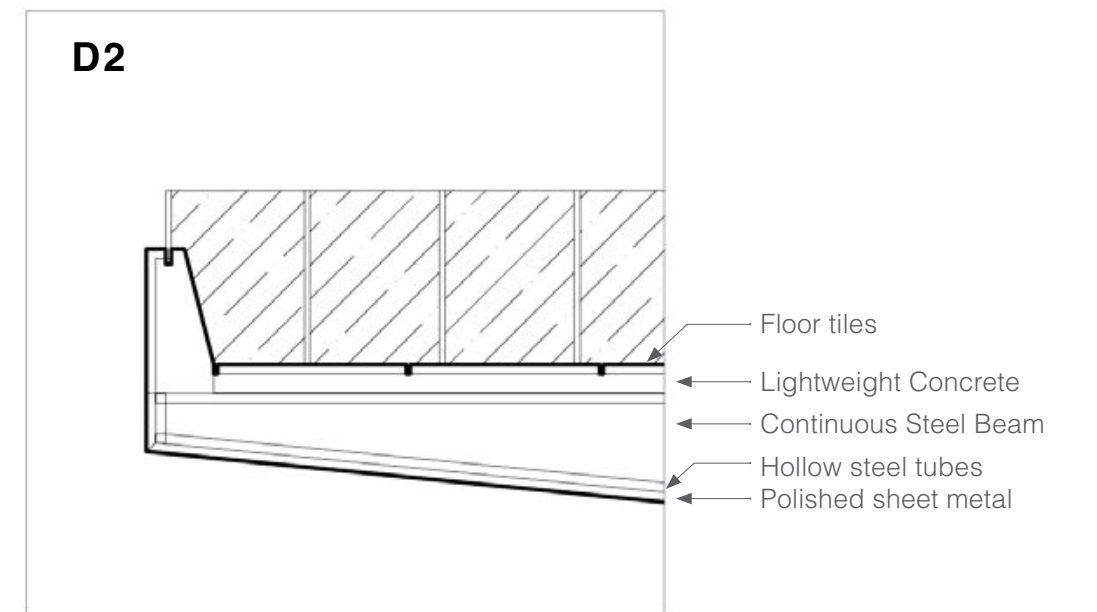 D2
Floor tiles
Lightweight Concrete
Continuous Steel Beam
Hollow steel tubes
Polished sheet metal